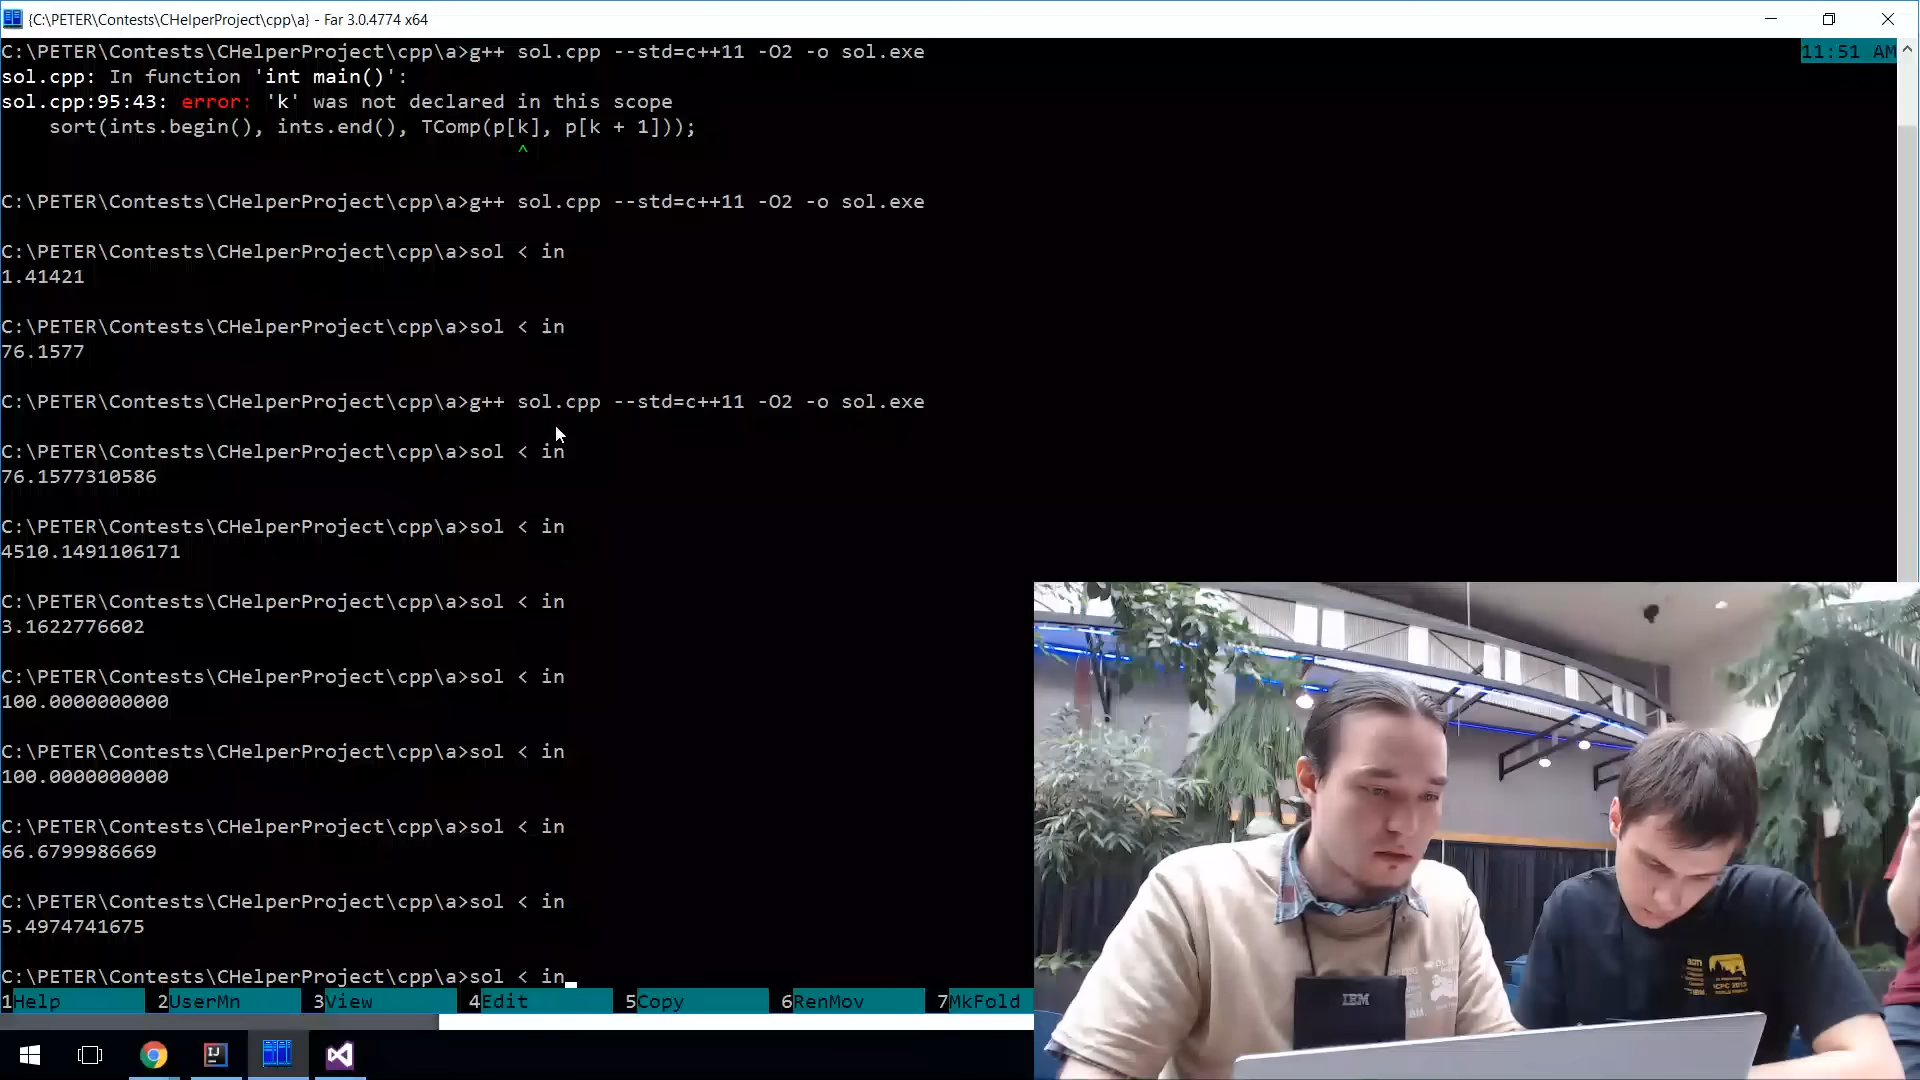 {C:\PETER\Contests\CHelperProject\cpp\a} - Far 3.0.4774 x64
C:\PETER\Contests\CHelperProject\cpp\a>g++ sol.cpp --std=c++11 -O2 -o sol.exe
11:51 AM
sol.cpp: In function 'int main()':
sol.cpp:95:43: error: 'k' was not declared in this scope
sort(ints.begin(), ints.end(), TComp(p[k], p[k + 1]));
^
C:\PETER\Contests\CHelperProject\cpp\a>g++ sol.cpp --std=c++11 -O2 -o sol.exe
C:\PETER\Contests\CHelperProject\cpp\a>sol < in
1.41421
C:\PETER\Contests\CHelperProject\cpp\a>sol < in
76.1577
C:\PETER\Contests\CHelperProject\cpp\a>g++ sol.cpp --std=c++11 -O2 -o sol.exe
C:\PETER\Contests\CHelperProject\cpp\a>sol < in
76.1577310586
C:\PETER\Contests\CHelperProject\cpp\a>sol < in
4510.1491106171
C:\PETER\Contests\CHelperProject\cpp\a>sol < in
3.1622776602
C:\PETER\Contests\CHelperProject\cpp\a>sol < in
100.0000000000
C:\PETER\Contests\CHelperProject\cpp\a>sol < in
100.0000000000
C:\PETER\Contests\CHelperProject\cpp\a>sol < in
66.6799986669
C:\PETER\Contests\CHelperProject\cpp\a>sol < in
5.4974741675
C:\PETER\Contests\CHelperProject\cpp\a>sol < in
1Help 2UserMn 3View 4Edit 5Copy 6RenMov 7MkFold
IJ
IBM
acm
ICPC 2015